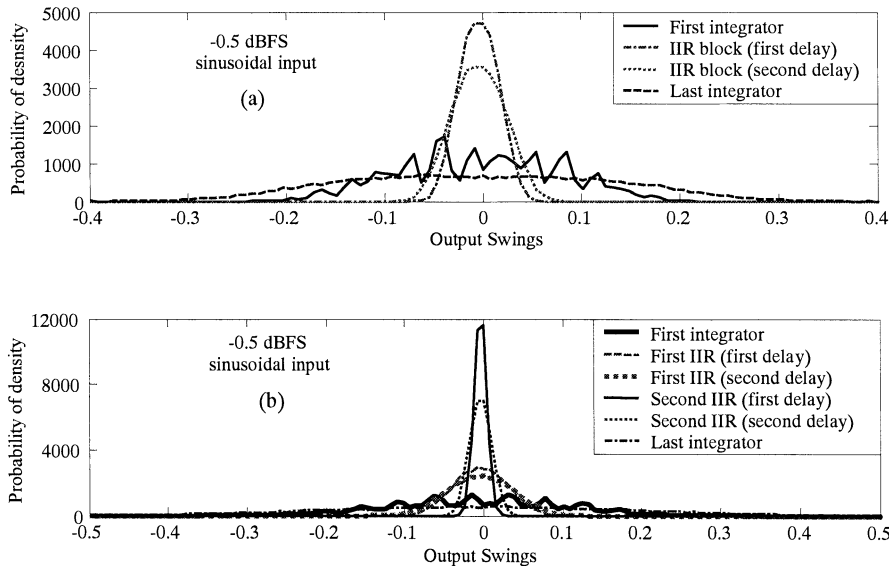 5000
4000
3000
2000
1000
0
Probability of desnsity
-0.5 dBFS
sinusoidal input
(a)
First integrator
IIR block (first delay)
IIR block (second delay)
Last integrator
-0.4 -0.3 -0.2 -0.1 0 0.1 0.2 0.3 0.4
Output Swings
12000
8000
4000
0
Probability of density
-0.5 dBFS
sinusoidal input
(b)
First integrator
First IIR (first delay)
First IIR (second delay)
Second IIR (first delay)
Second IIR (second delay)
Last integrator
-0.5 -0.4 -0.3 -0.2 -0.1 0 0.1 0.2 0.3 0.4 0.5
Output Swings